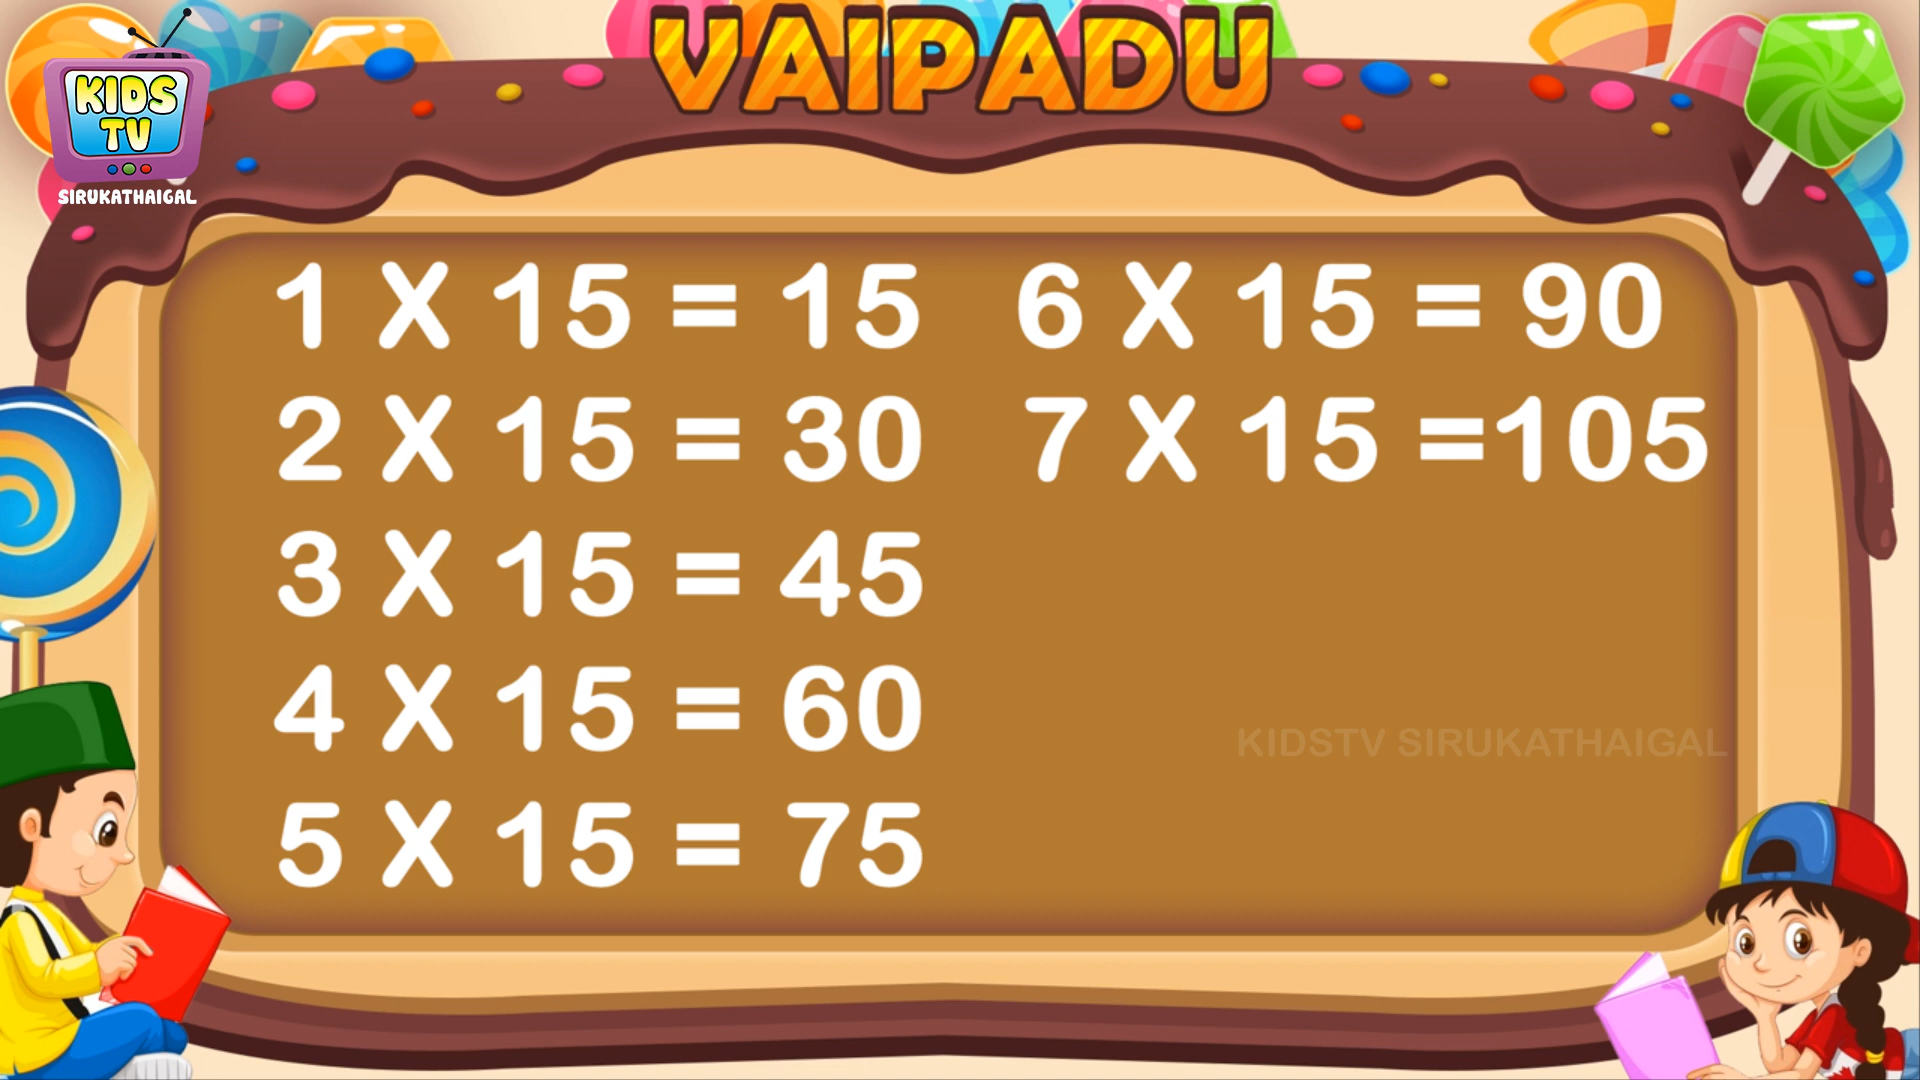 VAIPADU
KIDS
TV
SIRUKATHAIGAL
1 X 15 = 15
2 X 15 = 30
3 X 15 = 45
4 X 15 = 60
5 X 15 = 75
6 X 15 = 90
7 X 15 =105
KIDSTV SIRUKATHAIGAL